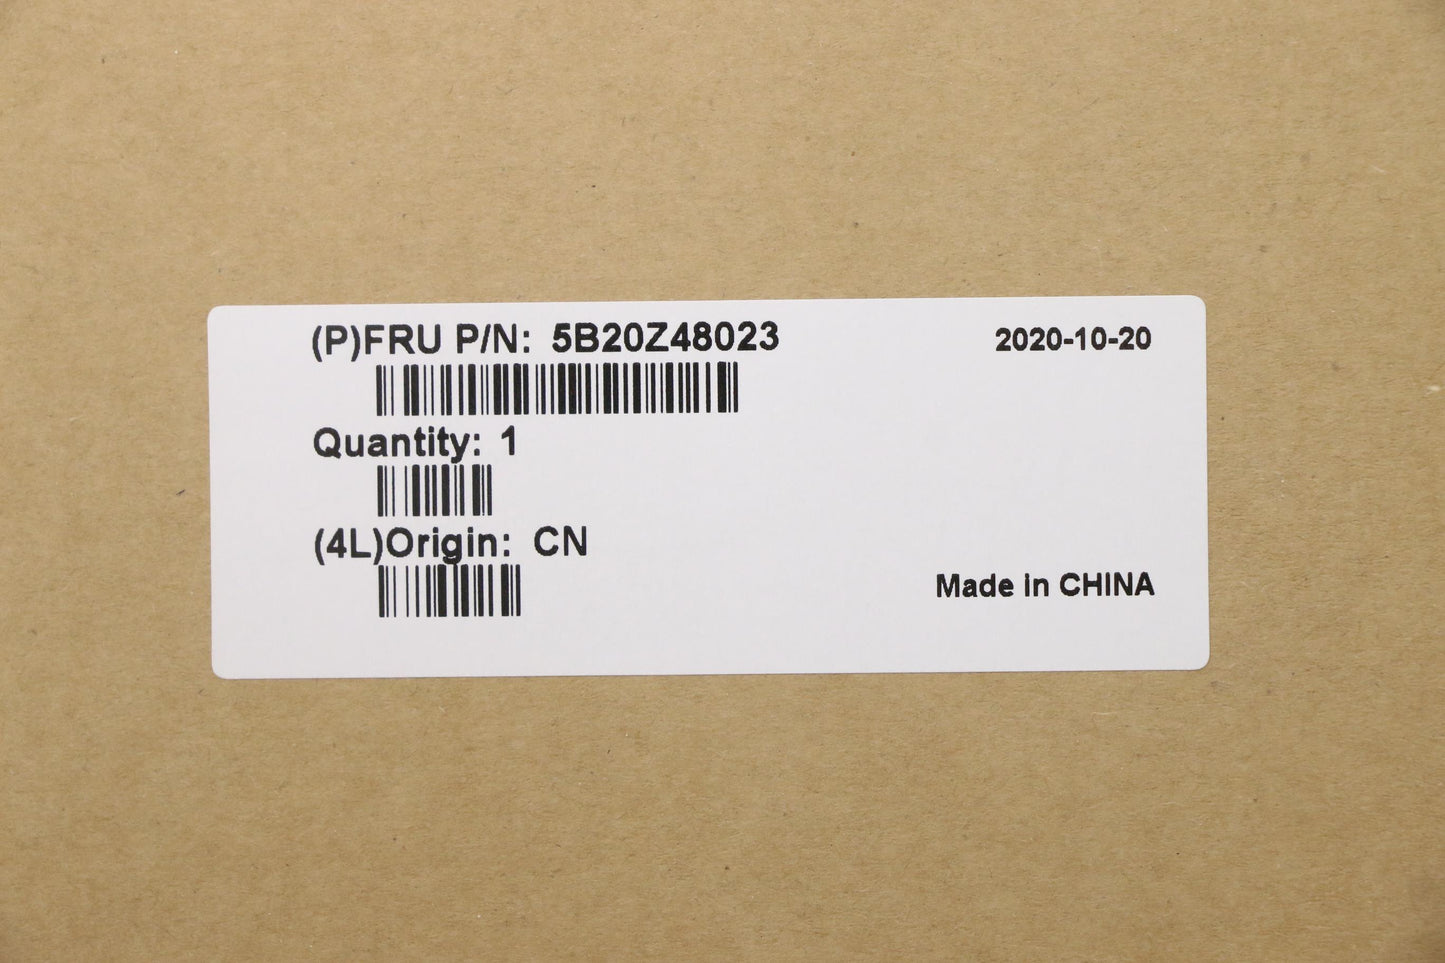 (P)FRU P/N: 5B20Z48023
2020-10-20
Quantity: 1
(4L)Origin: CN
Made in CHINA